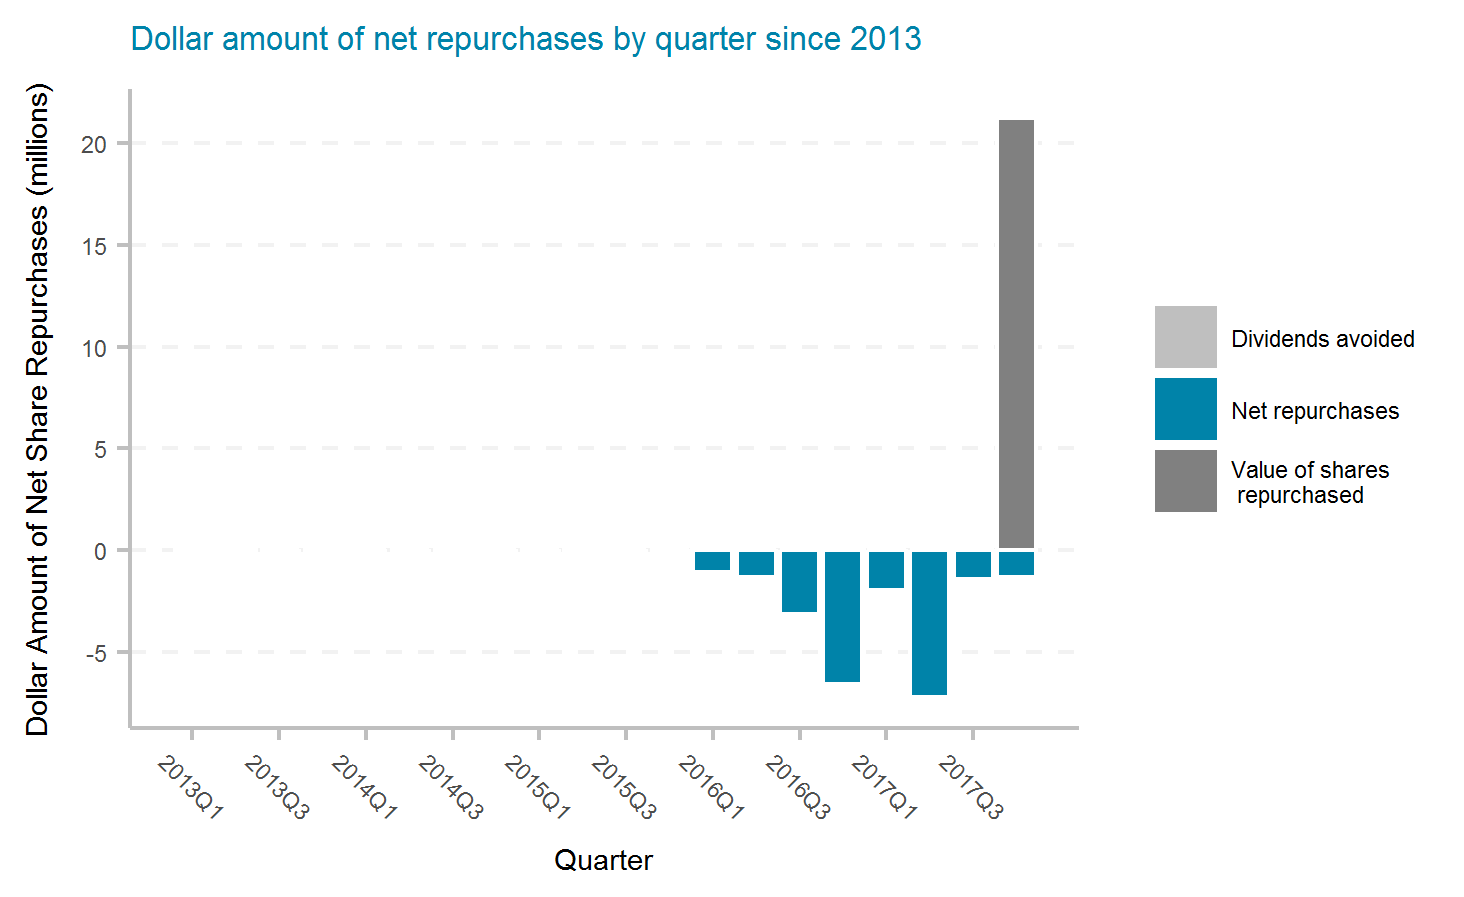 Dollar amount of net repurchases by quarter since 2013
Dollar Amount of Net Share Repurchases (millions)
20
15
10
5
0
-5
2013Q1
2013Q3
2014Q1
2014Q3
2015Q1
2015Q3
2016Q1
2016Q3
2017Q1
2017Q3
Quarter
Dividends avoided
Net repurchases
Value of shares
repurchased